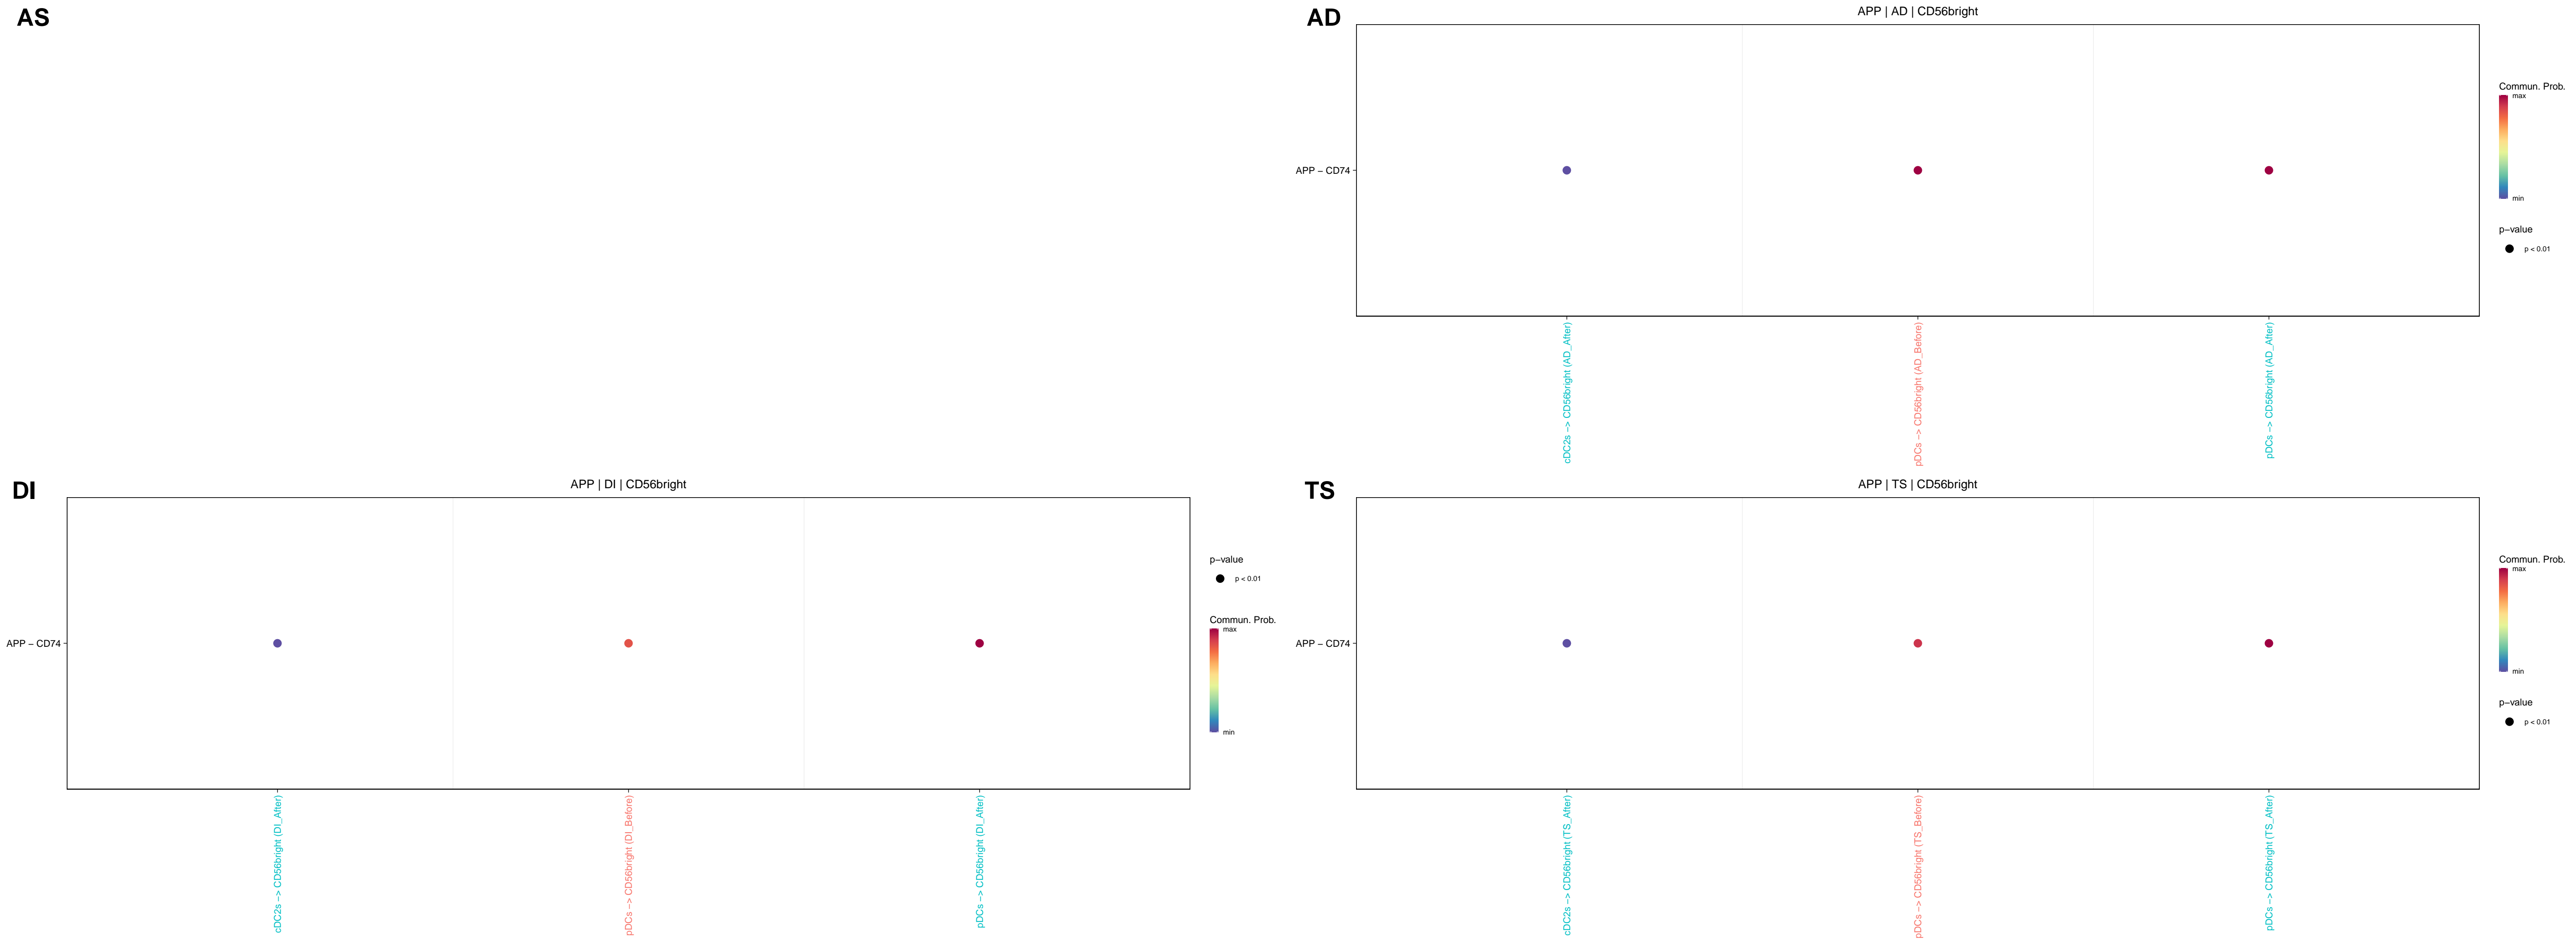 AS
AD
APP | AD | CD56bright
APP – CD74
cDC2s –> CD56bright (AD_After)
pDCs –> CD56bright (AD_Before)
pDCs –> CD56bright (AD_After)
Commun. Prob.
max
min
p–value
p < 0.01
DI
APP | DI | CD56bright
APP – CD74
cDC2s –> CD56bright (DI_After)
pDCs –> CD56bright (DI_Before)
pDCs –> CD56bright (DI_After)
p–value
p < 0.01
Commun. Prob.
max
min
TS
APP | TS | CD56bright
APP – CD74
cDC2s –> CD56bright (TS_After)
pDCs –> CD56bright (TS_Before)
pDCs –> CD56bright (TS_After)
Commun. Prob.
max
min
p–value
p < 0.01